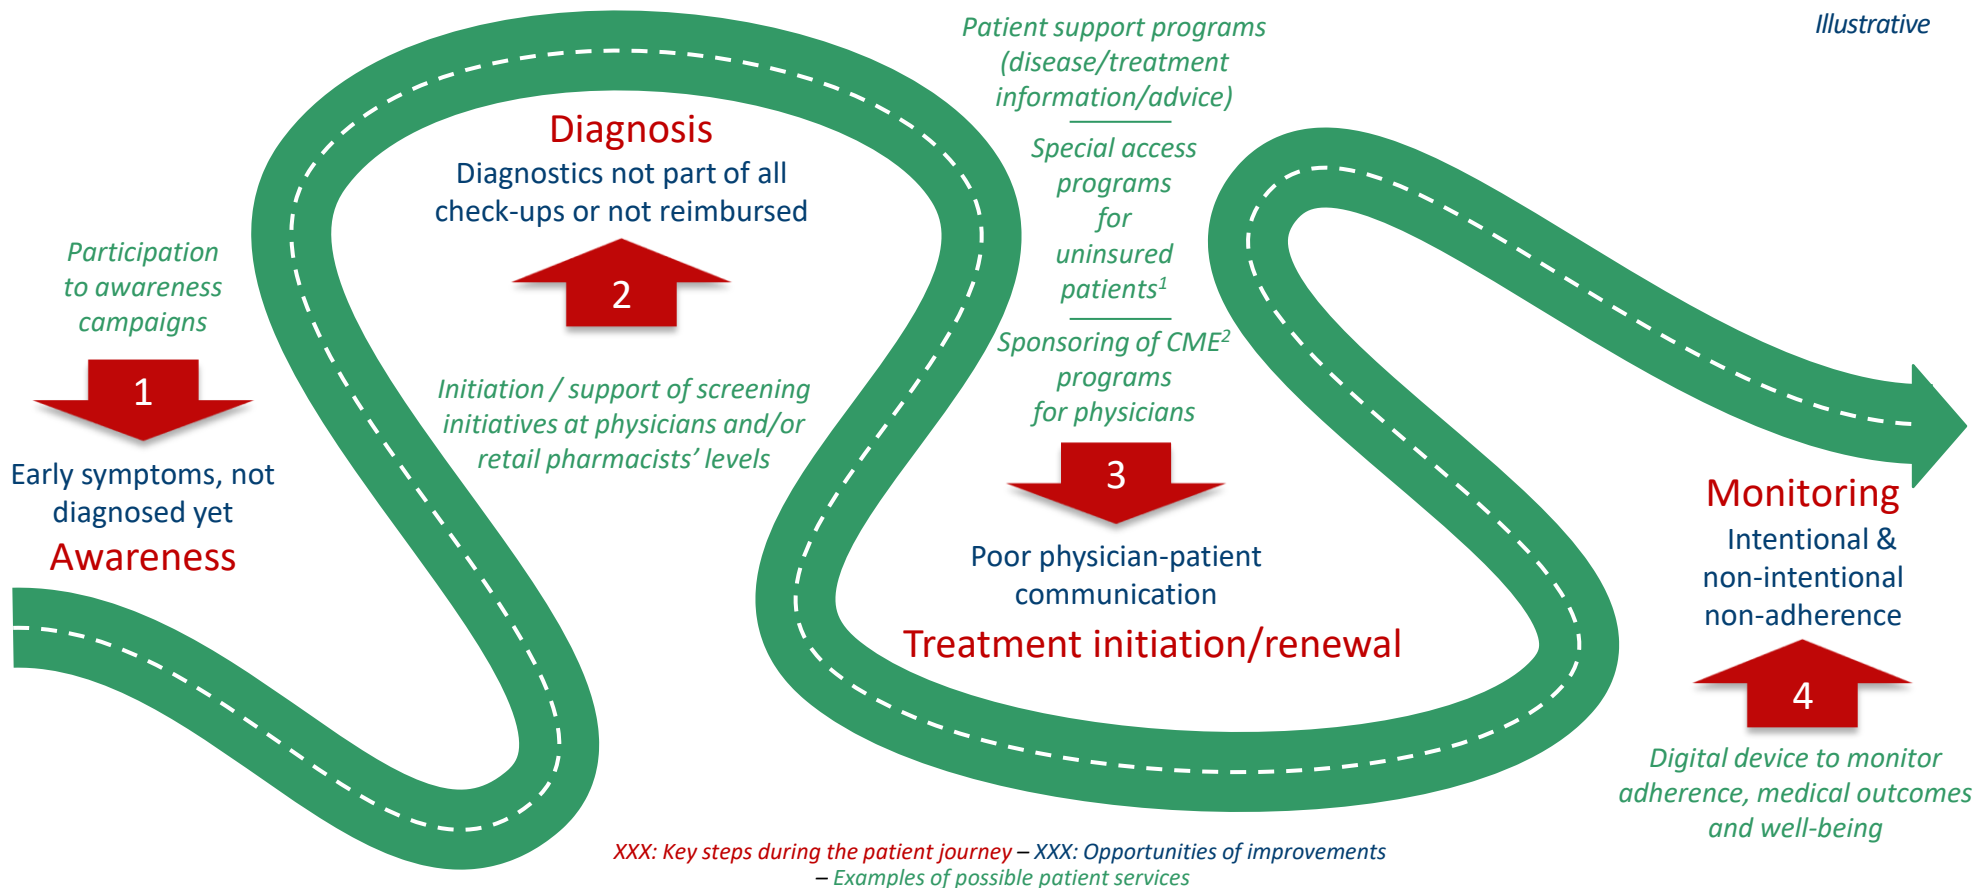 Illustrative
Participation
to awareness
campaigns
1
Early symptoms, not
diagnosed yet
Awareness
Diagnosis
Diagnostics not part of all
check-ups or not reimbursed
2
Initiation / support of screening
initiatives at physicians and/or
retail pharmacists’ levels
Patient support programs
(disease/treatment
information/advice)
Special access
programs
for
uninsured
patients¹
Sponsoring of CME²
programs
for physicians
3
Poor physician-patient
communication
Treatment initiation/renewal
Monitoring
Intentional &
non-intentional
non-adherence
4
Digital device to monitor
adherence, medical outcomes
and well-being
XXX: Key steps during the patient journey – XXX: Opportunities of improvements
– Examples of possible patient services